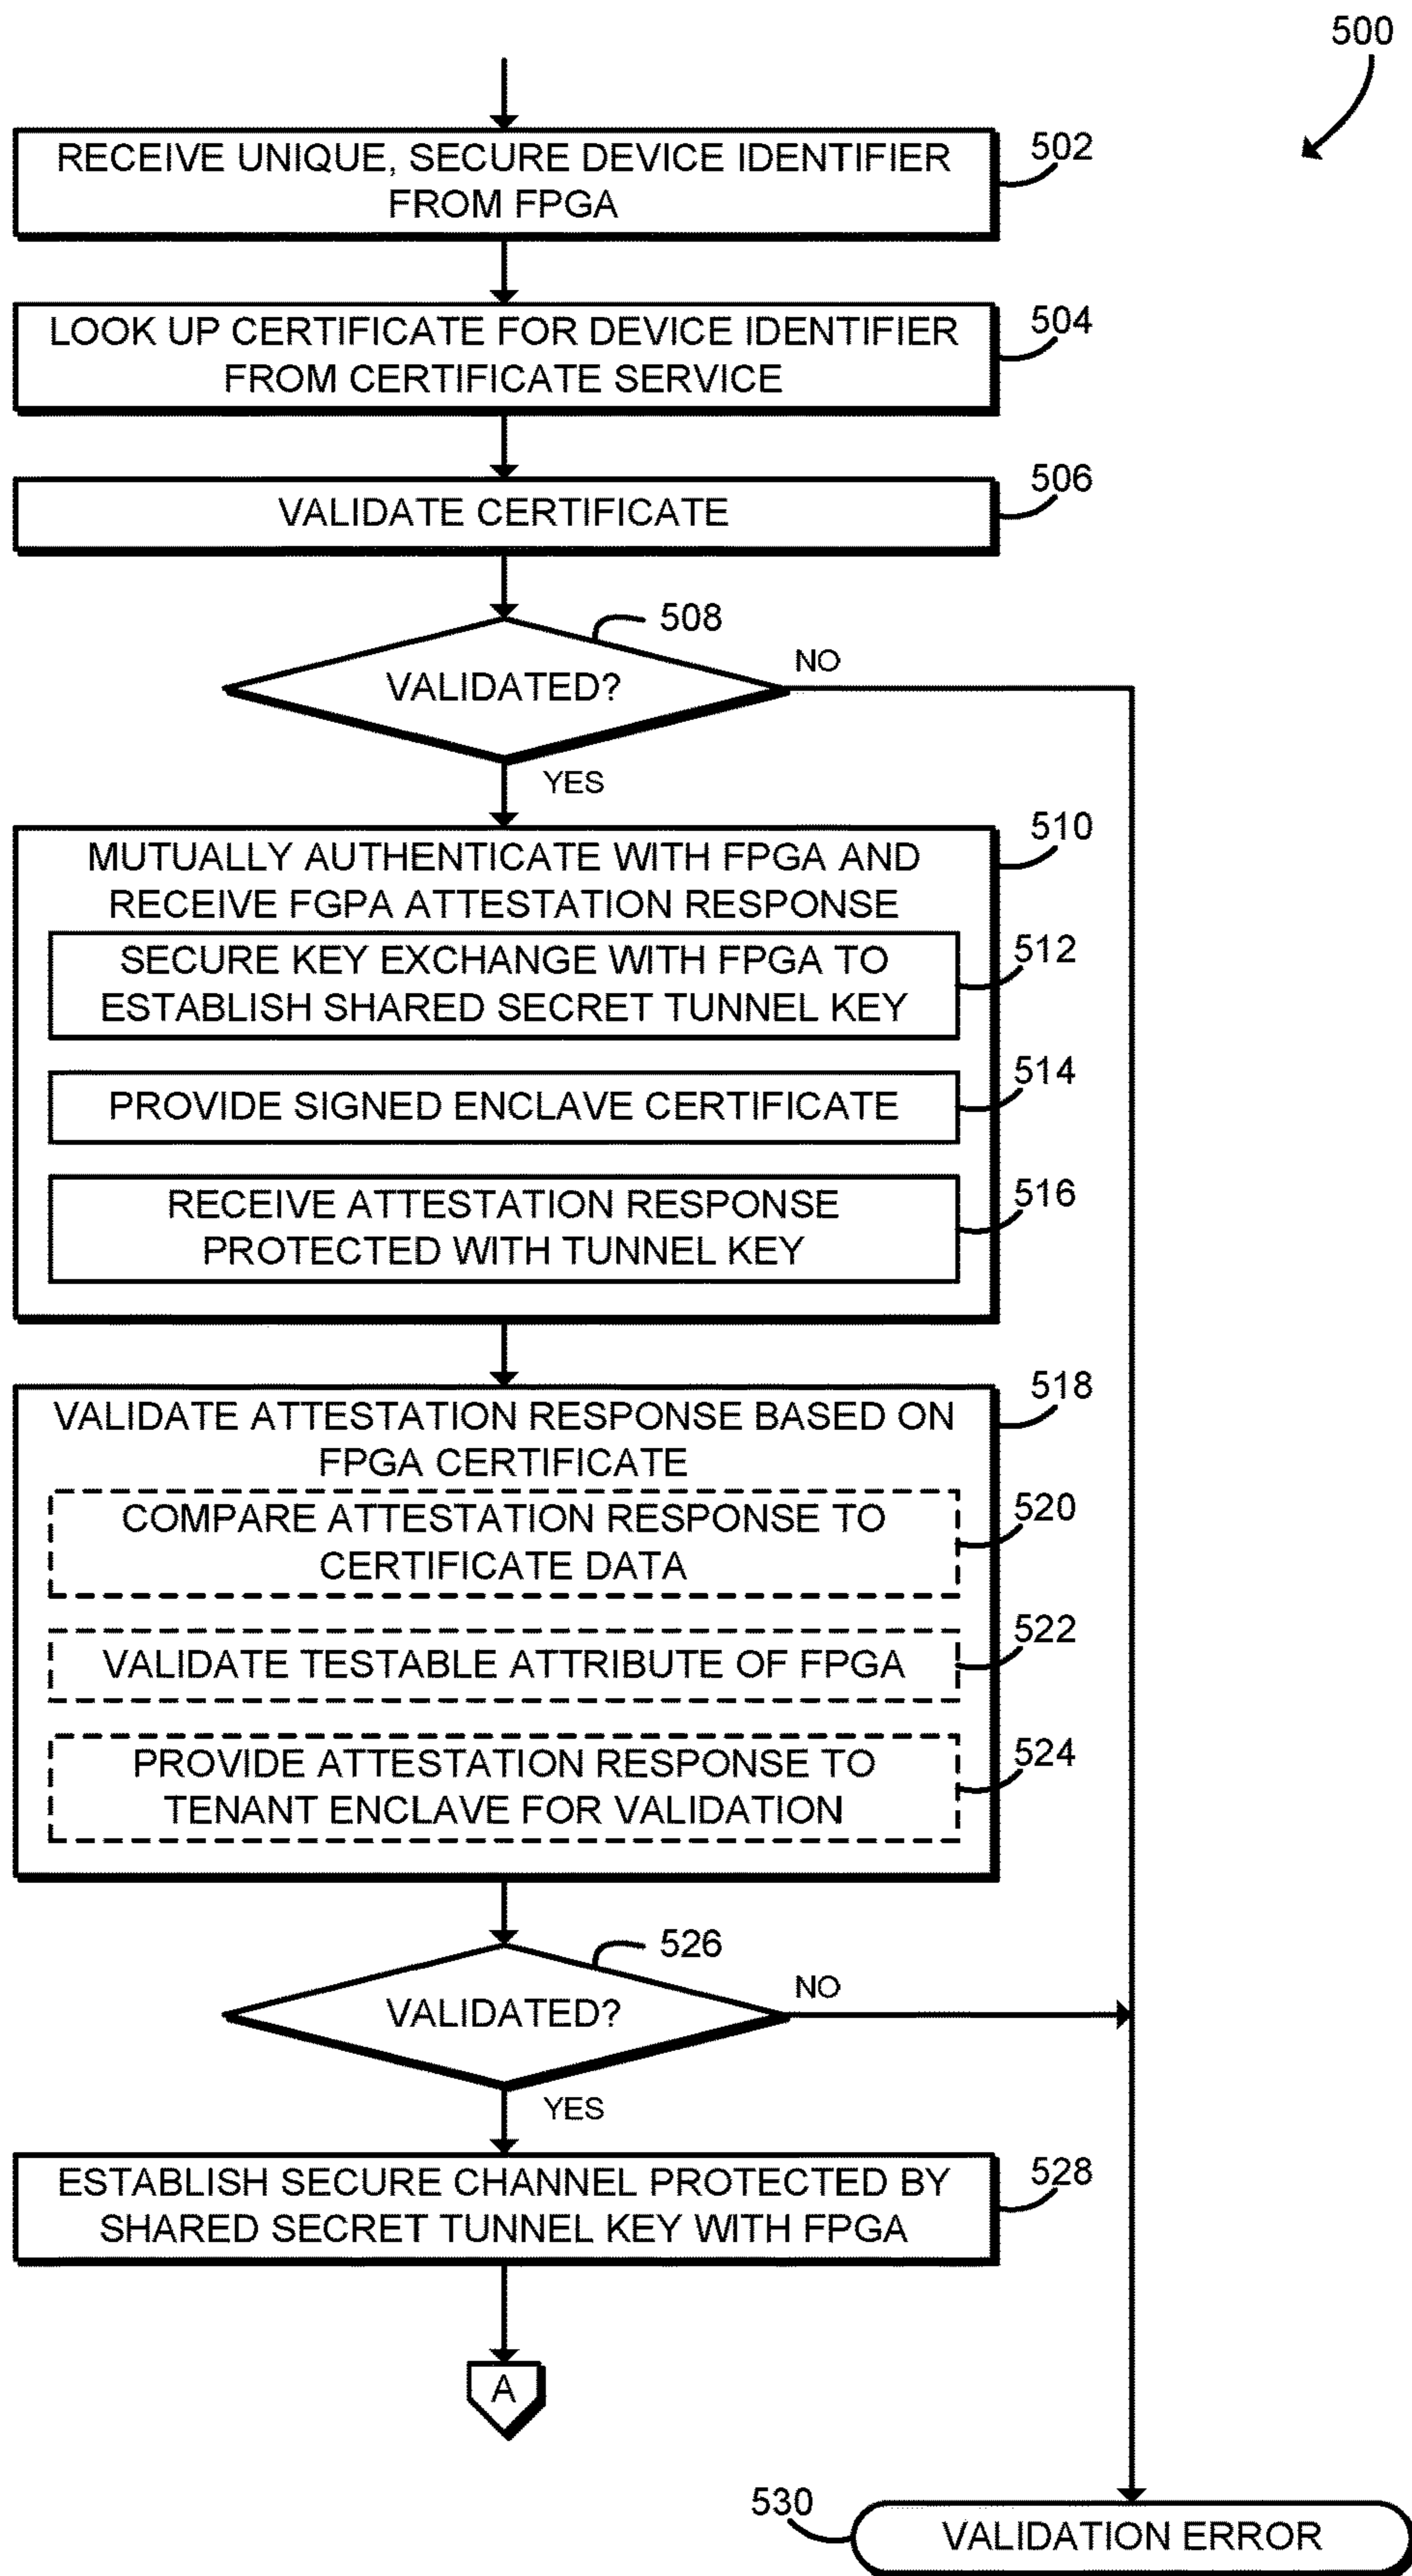 500
RECEIVE UNIQUE, SECURE DEVICE IDENTIFIER
FROM FPGA
502
LOOK UP CERTIFICATE FOR DEVICE IDENTIFIER
FROM CERTIFICATE SERVICE
504
VALIDATE CERTIFICATE
506
508
VALIDATED?
NO
YES
MUTUALLY AUTHENTICATE WITH FPGA AND
RECEIVE FGPA ATTESTATION RESPONSE
510
SECURE KEY EXCHANGE WITH FPGA TO
ESTABLISH SHARED SECRET TUNNEL KEY
512
PROVIDE SIGNED ENCLAVE CERTIFICATE
514
RECEIVE ATTESTATION RESPONSE
PROTECTED WITH TUNNEL KEY
516
VALIDATE ATTESTATION RESPONSE BASED ON
FPGA CERTIFICATE
518
COMPARE ATTESTATION RESPONSE TO
CERTIFICATE DATA
520
VALIDATE TESTABLE ATTRIBUTE OF FPGA
522
PROVIDE ATTESTATION RESPONSE TO
TENANT ENCLAVE FOR VALIDATION
524
526
VALIDATED?
NO
YES
ESTABLISH SECURE CHANNEL PROTECTED BY
SHARED SECRET TUNNEL KEY WITH FPGA
528
A
530
VALIDATION ERROR